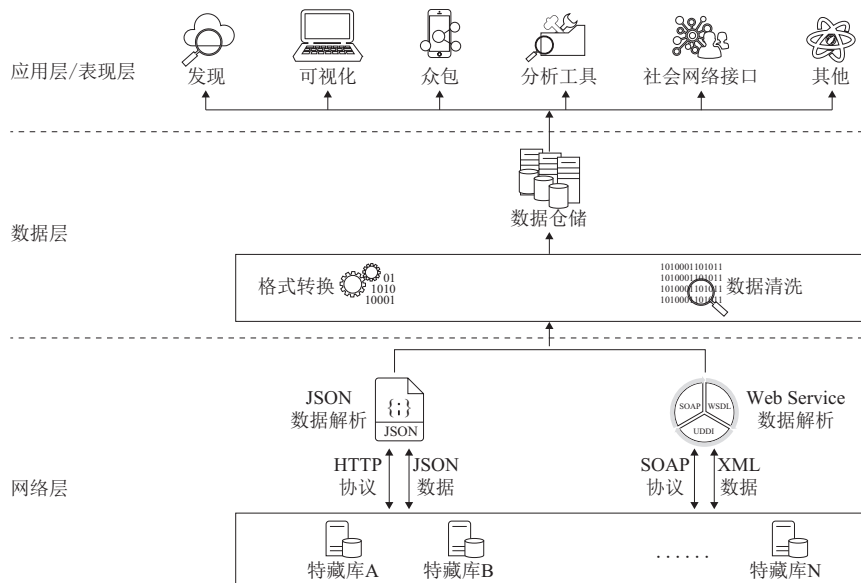 发现
可视化
众包
分析工具
社会网络接口
其他
应用层/表现层
数据仓储
数据层
格式转换
01
1010
10001
1010001101011
1010001101011
1010001101011
1010001101011
数据清洗
JSON
数据解析
{;}
JSON
SOAP
WSDL
UDDI
Web Service
数据解析
HTTP
协议
JSON
数据
SOAP
协议
XML
数据
网络层
特藏库A
特藏库B
......
特藏库N